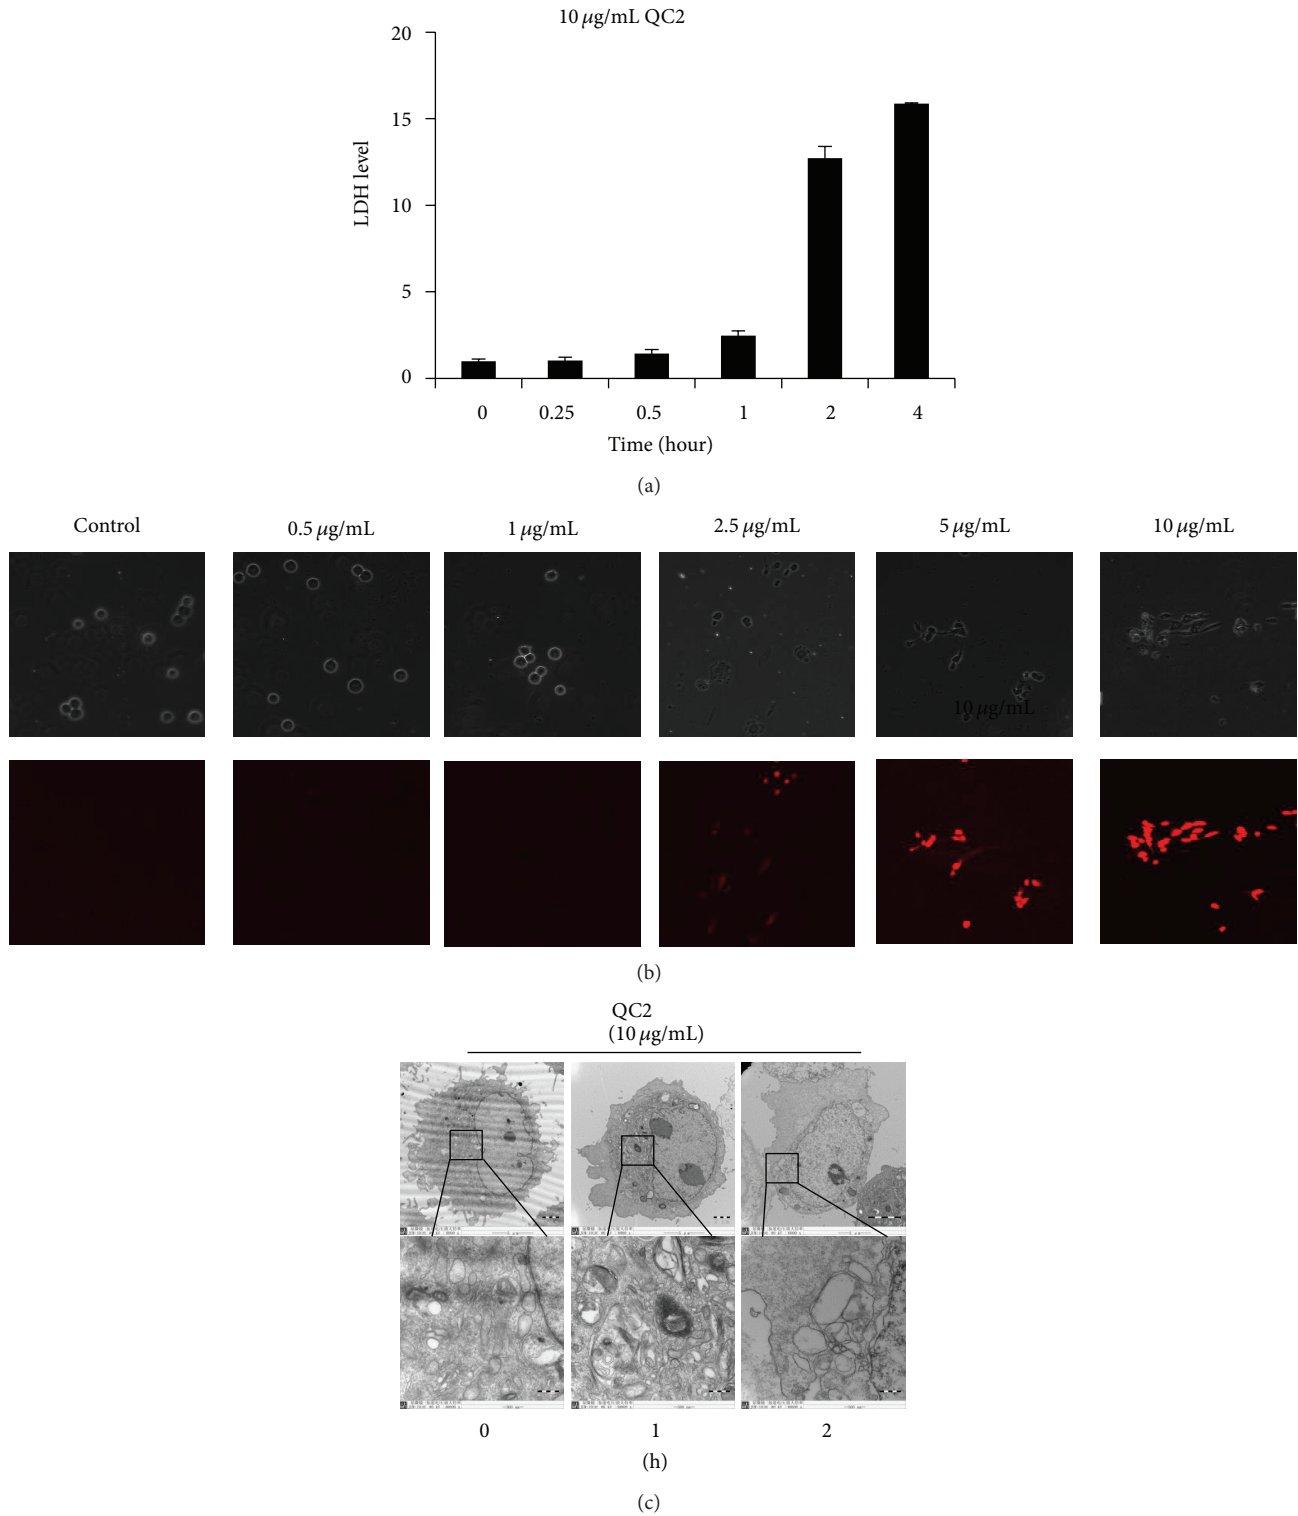 10 μg/mL QC2
20
15
10
5
0
LDH level
0 0.25 0.5 1 2 4
Time (hour)
(a)
Control 0.5 μg/mL 1 μg/mL 2.5 μg/mL 5 μg/mL 10 μg/mL
10 μg/mL
(b)
QC2
(10 μg/mL)
0 1 2
(h)
(c)